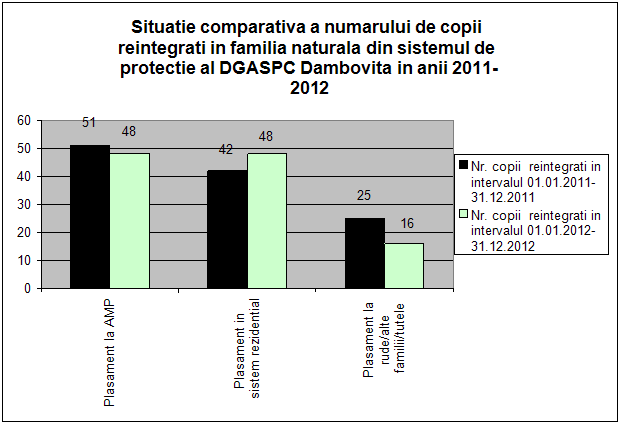 Situatie comparativa a numarului de copii
reintegrati in familia naturala din sistemul de
protectie al DGASPC Dambovita in anii 2011-
2012
60
50
40
30
20
10
0
51
48
42
48
25
16
Plasament la AMP
Plasament in
sistem rezidential
Plasament la
rude/alte
familii/tutele
Nr. copii reintegrati in
intervalul 01.01.2011-
31.12.2011
Nr. copii reintegrati in
intervalul 01.01.2012-
31.12.2012